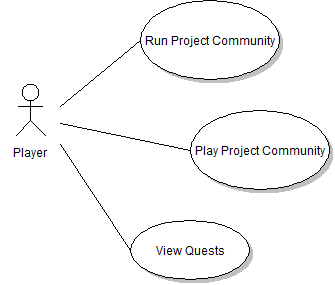 Run Project Community
Play Project Community
Player
View Quests